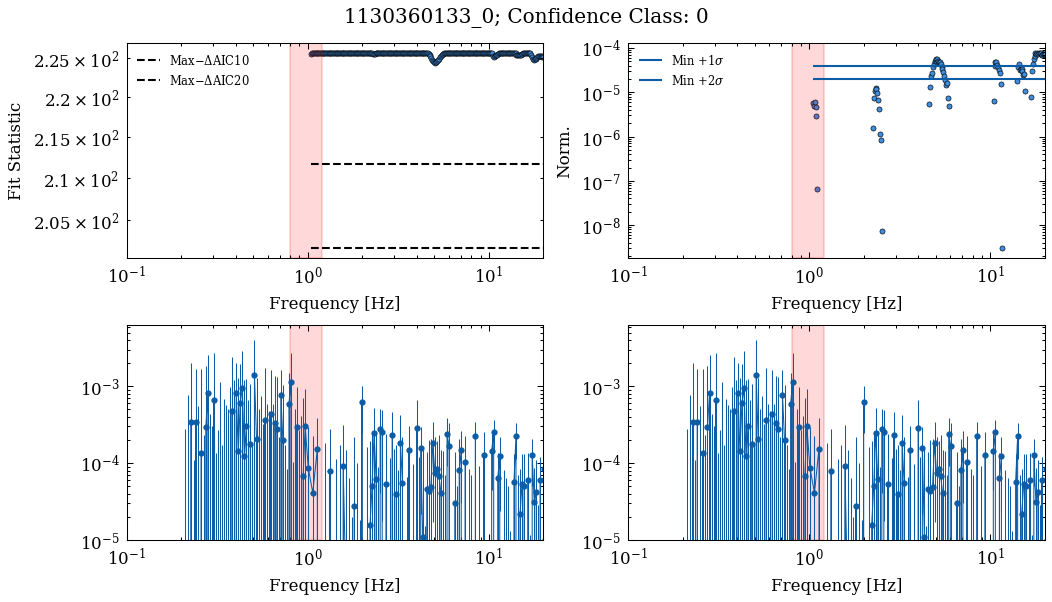 1130360133_0; Confidence Class: 0
Fit Statistic
2.25 × 10²
2.2 × 10²
2.15 × 10²
2.1 × 10²
2.05 × 10²
Max−ΔAIC10
Max−ΔAIC20
10⁻¹ 10⁰ 10¹
Frequency [Hz]
Norm.
10⁻⁴
10⁻⁵
10⁻⁶
10⁻⁷
10⁻⁸
Min +1σ
Min +2σ
10⁻¹ 10⁰ 10¹
Frequency [Hz]
10⁻³
10⁻⁴
10⁻⁵
10⁻¹ 10⁰ 10¹
Frequency [Hz]
10⁻³
10⁻⁴
10⁻⁵
10⁻¹ 10⁰ 10¹
Frequency [Hz]